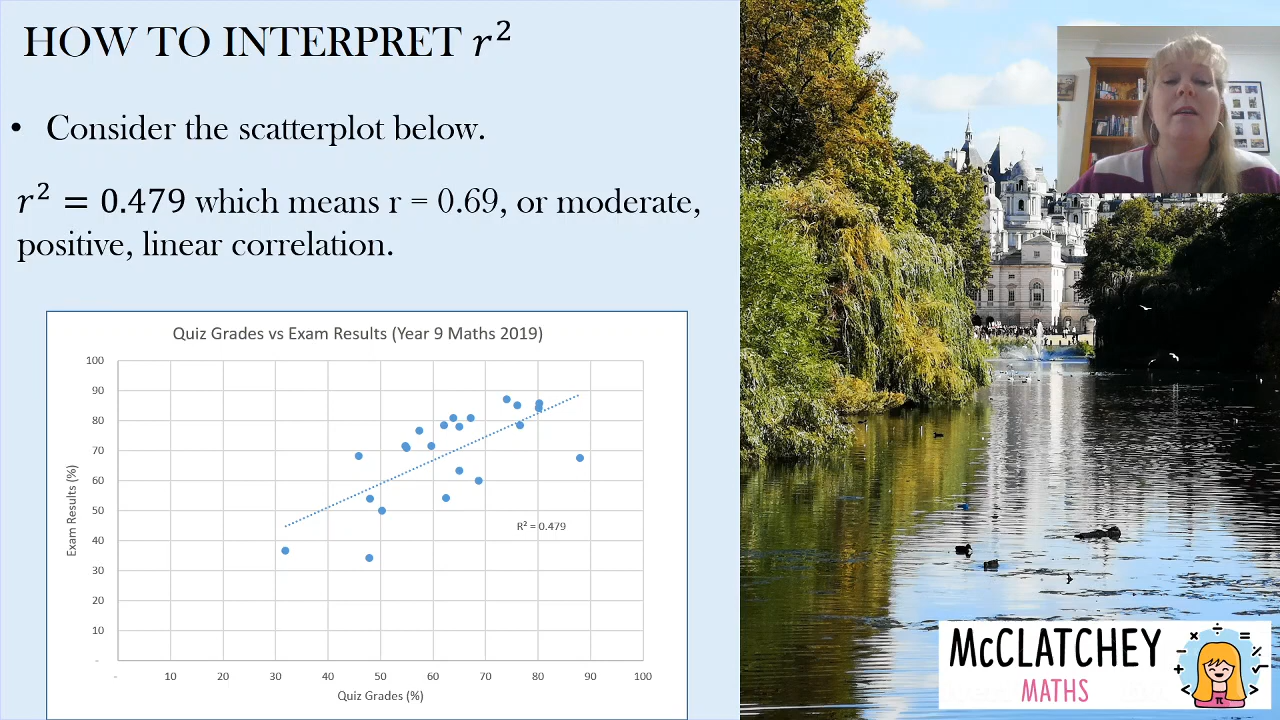 HOW TO INTERPRET r²
• Consider the scatterplot below.
r² = 0.479 which means r = 0.69, or moderate,
positive, linear correlation.
Quiz Grades vs Exam Results (Year 9 Maths 2019)
100
90
80
70
60
50
40
30
20
10
-
Exam Results (%)
R² = 0.479
- 10 20 30 40 50 60 70 80 90 100
Quiz Grades (%)
McCLATCHEY
MATHS
× ÷ =
- %
+ √
< π >